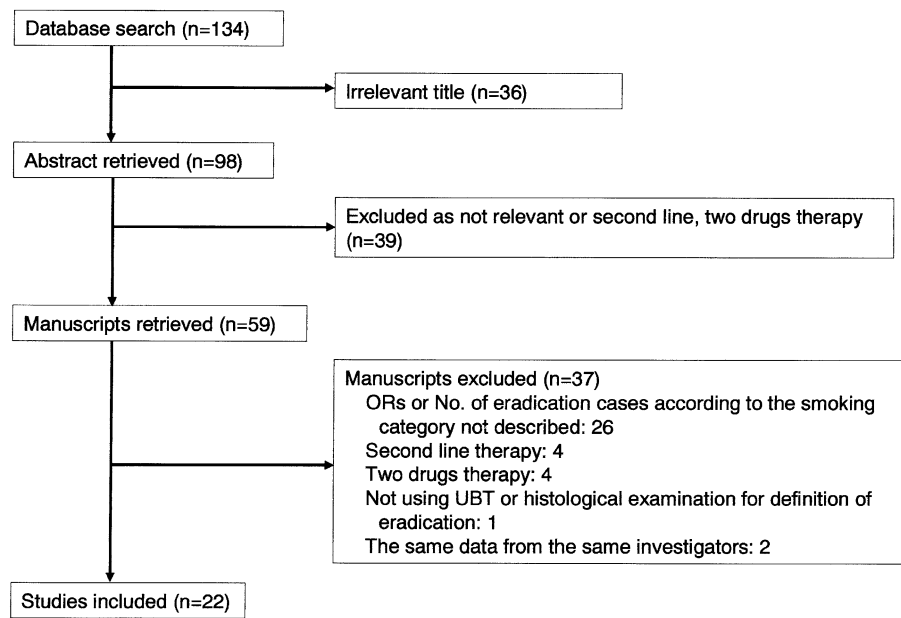 Database search (n=134)
Irrelevant title (n=36)
Abstract retrieved (n=98)
Excluded as not relevant or second line, two drugs therapy
(n=39)
Manuscripts retrieved (n=59)
Manuscripts excluded (n=37)
ORs or No. of eradication cases according to the smoking
category not described: 26
Second line therapy: 4
Two drugs therapy: 4
Not using UBT or histological examination for definition of
eradication: 1
The same data from the same investigators: 2
Studies included (n=22)